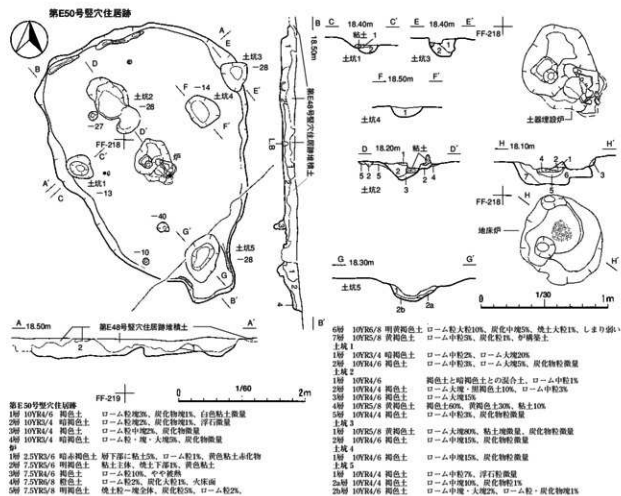 第E50号竪穴住居跡
A
E
土坑3
-28
B
D
土坑2
-28
F
-14
土坑4
E'
-27
D'
F'
FF-218
炉
C'
土坑1
-13
A'
C
-40
G'
-10
土坑5
-28
G
B'
B
18.50m
第E48号竪穴住居跡堆積土
L.B
C 18.40m C'
土坑1
E 18.40m E'
粘土
土坑3
FF-218
土器埋設炉
F 18.50m F'
土坑4
D 18.20m D'
粘土
土坑2
H 18.10m H'
FF-218
H
地床炉
H'
G 18.30m G'
土坑5
2b 2a
0 1/30 1m
A 18.50m 第E48号竪穴住居跡堆積土 A'
FF-219
0 1/60 2m
第E50号竪穴住居跡
1層 10YR4/6 褐色土 ローム粒塊3%、炭化物塊1%、白色粘土微量
2層 10YR3/4 暗褐色土 ローム粒塊2%、炭化物塊1%、浮石微量
3層 10YR4/4 褐色土 ローム粒中塊2%、炭化物微量
4層 10YR3/4 暗褐色土 ローム粒・塊・大塊5%、炭化物微量
炉
1層 2.5YR3/6 暗赤褐色土 層下部に粘土5%、ローム粒1%、黄色粘土赤化物
2層 7.5YR5/6 明褐色土 粘土主体、焼土下部1%、黄色粘土
3層 7.5YR4/6 褐色土 ローム粒10%、やや被熱
4層 7.5YR6/8 橙色土 ローム粒2%、炭化大粒1%、火床面
5層 7.5YR5/8 明褐色土 焼土粒～塊全体、炭化粒5%、ローム粒2%、
6層 10YR6/8 明黄褐色土 ローム粒大粒10%、炭化中塊5%、焼土大粒1%、しまり弱い
7層 10YR5/8 黄褐色土 ローム中粒5%、炭化粒1%、炉構築土
土坑1
1層 10YR3/4 暗褐色土 ローム中粒2%、ローム大塊20%
2層 10YR4/6 褐色土 ローム中粒3%、ローム大塊5%、炭化物粒微量
土坑2
1層 10YR4/6 褐色土と暗褐色土との混合土、ローム中粒1%
2層 10YR4/4 褐色土 ローム大塊・黒褐色土10%、ローム中粒3%
3層 10YR4/6 褐色土 ローム大塊15%
4層 10YR5/8 黄褐色土 褐色土60%、黄褐色土30%、粘土10%
5層 10YR4/4 褐色土 ローム中粒3%、炭化物粒微量
土坑3
1層 10YR5/8 黄褐色土 ローム大塊80%、粘土塊微量、炭化物粒微量
2層 10YR4/4 褐色土 ローム中塊15%、炭化物粒微量
土坑4
1層 10YR4/6 褐色土 ローム中塊15%、炭化物粒微量
土坑5
1層 10YR4/4 褐色土 ローム中粒7%、浮石微量
2a層 10YR4/4 褐色土 ローム中塊10%、炭化物粒1%
2b層 10YR4/6 褐色土 ローム中塊・大塊2%、ローム粒・炭化物塊1%